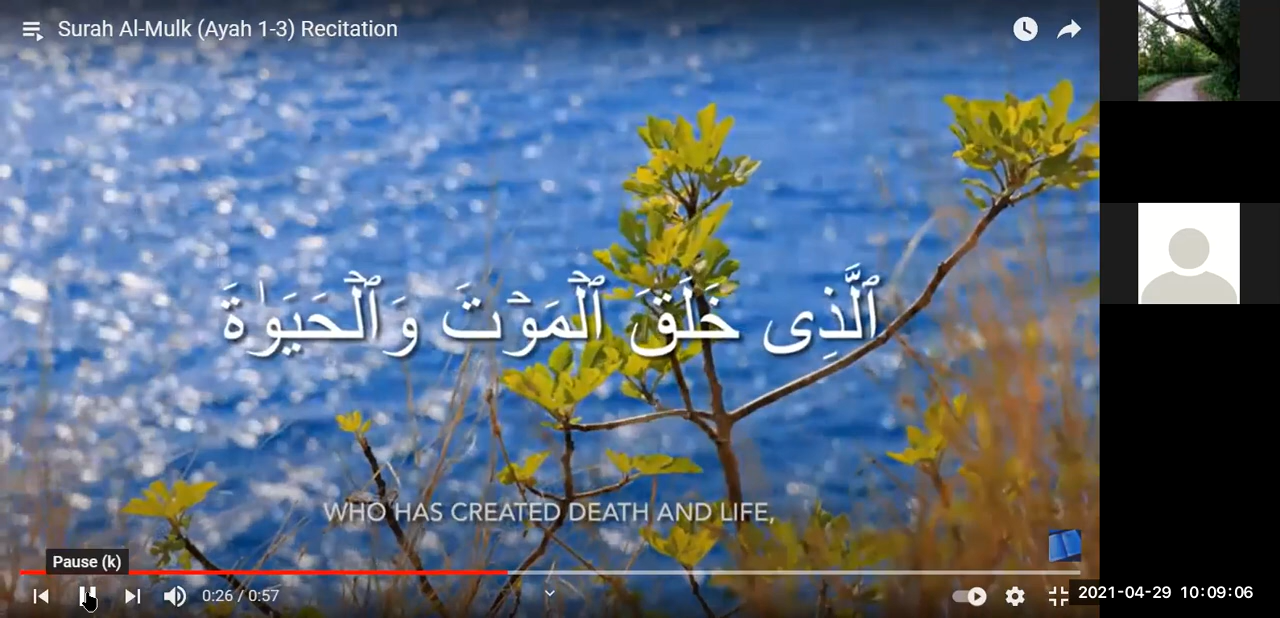 Surah Al-Mulk (Ayah 1-3) Recitation
ٱلَّذِى خَلَقَ ٱلْمَوْتَ وَٱلْحَيَوٰةَ
WHO HAS CREATED DEATH AND LIFE,
Pause (k)
0:26 / 0:57
2021-04-29 10:09:06